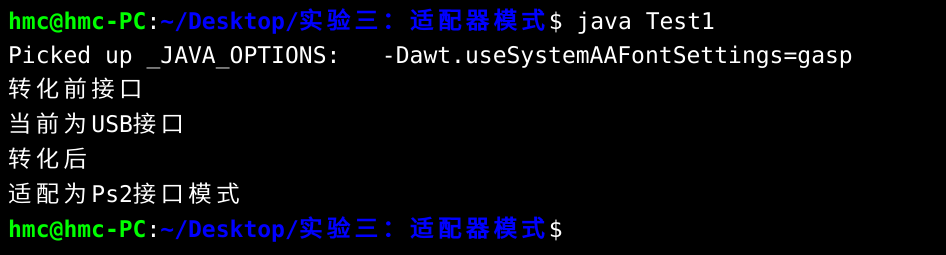 hmc@hmc-PC:~/Desktop/实验三：适配器模式$ java Test1
Picked up _JAVA_OPTIONS:   -Dawt.useSystemAAFontSettings=gasp
转化前接口
当前为USB接口
转化后
适配为Ps2接口模式
hmc@hmc-PC:~/Desktop/实验三：适配器模式$